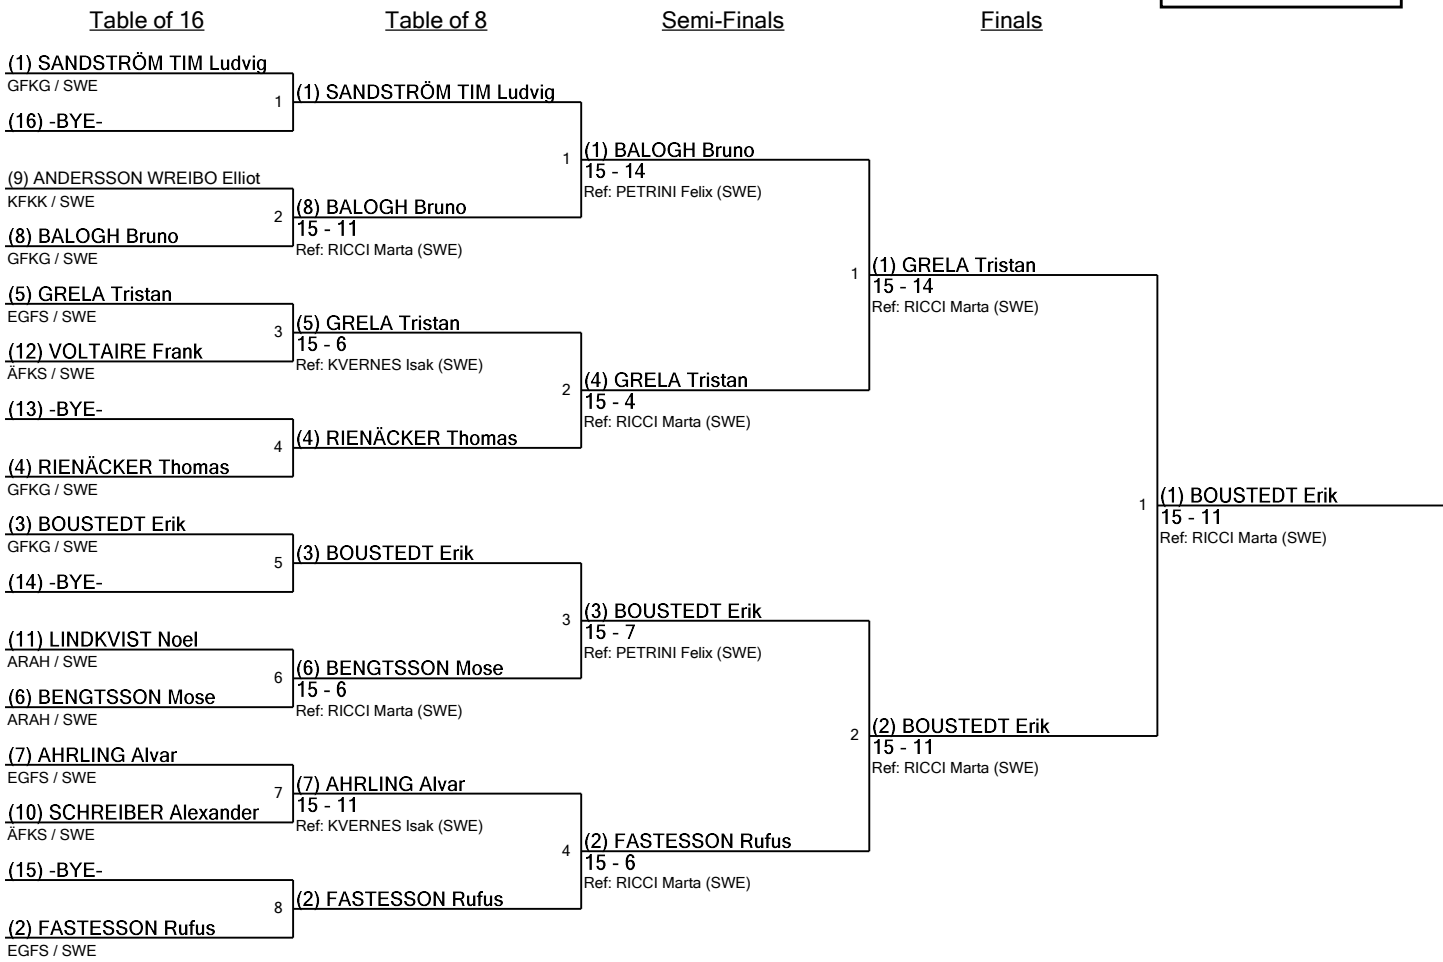 Table of 16
Table of 8
Semi-Finals
Finals
(1) SANDSTRÖM TIM Ludvig
GFKG / SWE
1
(16) -BYE-
(9) ANDERSSON WREIBO Elliot
KFKK / SWE
2
(8) BALOGH Bruno
GFKG / SWE
(5) GRELA Tristan
EGFS / SWE
3
(12) VOLTAIRE Frank
ÄFKS / SWE
(13) -BYE-
4
(4) RIENÄCKER Thomas
GFKG / SWE
(3) BOUSTEDT Erik
GFKG / SWE
5
(14) -BYE-
(11) LINDKVIST Noel
ARAH / SWE
6
(6) BENGTSSON Mose
ARAH / SWE
(7) AHRLING Alvar
EGFS / SWE
7
(10) SCHREIBER Alexander
ÄFKS / SWE
(15) -BYE-
8
(2) FASTESSON Rufus
EGFS / SWE
(1) SANDSTRÖM TIM Ludvig
1
(8) BALOGH Bruno
15 - 11
Ref: RICCI Marta (SWE)
(5) GRELA Tristan
15 - 6
Ref: KVERNES Isak (SWE)
2
(4) RIENÄCKER Thomas
(3) BOUSTEDT Erik
3
(6) BENGTSSON Mose
15 - 6
Ref: RICCI Marta (SWE)
(7) AHRLING Alvar
15 - 11
Ref: KVERNES Isak (SWE)
4
(2) FASTESSON Rufus
(1) BALOGH Bruno
15 - 14
Ref: PETRINI Felix (SWE)
1
(4) GRELA Tristan
15 - 4
Ref: RICCI Marta (SWE)
(3) BOUSTEDT Erik
15 - 7
Ref: PETRINI Felix (SWE)
2
(2) FASTESSON Rufus
15 - 6
Ref: RICCI Marta (SWE)
(1) GRELA Tristan
15 - 14
Ref: RICCI Marta (SWE)
1
(2) BOUSTEDT Erik
15 - 11
Ref: RICCI Marta (SWE)
(1) BOUSTEDT Erik
15 - 11
Ref: RICCI Marta (SWE)